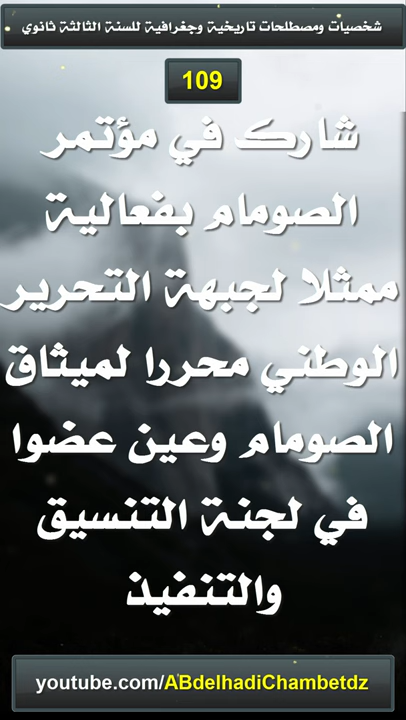 شخصيات ومصطلحات تاريخية وجغرافية للسنة الثالثة ثانوي
109
شارك في مؤتمر
الصومام بفعالية
ممثلا لجبهة التحرير
الوطني محررا لميثاق
الصومام وعين عضوا
في لجنة التنسيق
والتنفيذ
youtube.com/ABdelhadiChambetdz